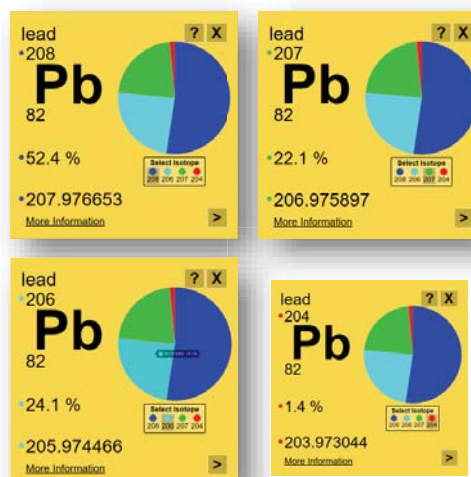 lead
? X
208
Pb
82
52.4 %
Select Isotope
208 206 207 204
207.976653
More Information
>
lead
? X
207
Pb
82
22.1 %
Select Isotope
208 206 207 204
206.975897
More Information
>
lead
? X
206
Pb
82
24.1 %
Select Isotope
208 206 207 204
205.974466
More Information
>
lead
? X
204
Pb
82
1.4 %
Select Isotope
208 206 207 204
203.973044
More Information
>